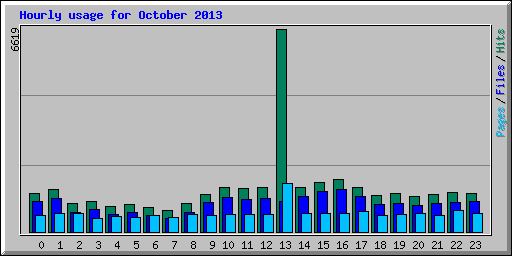 Hourly usage for October 2013
6619
Pages/Files/Hits
0 1 2 3 4 5 6 7 8 9 10 11 12 13 14 15 16 17 18 19 20 21 22 23